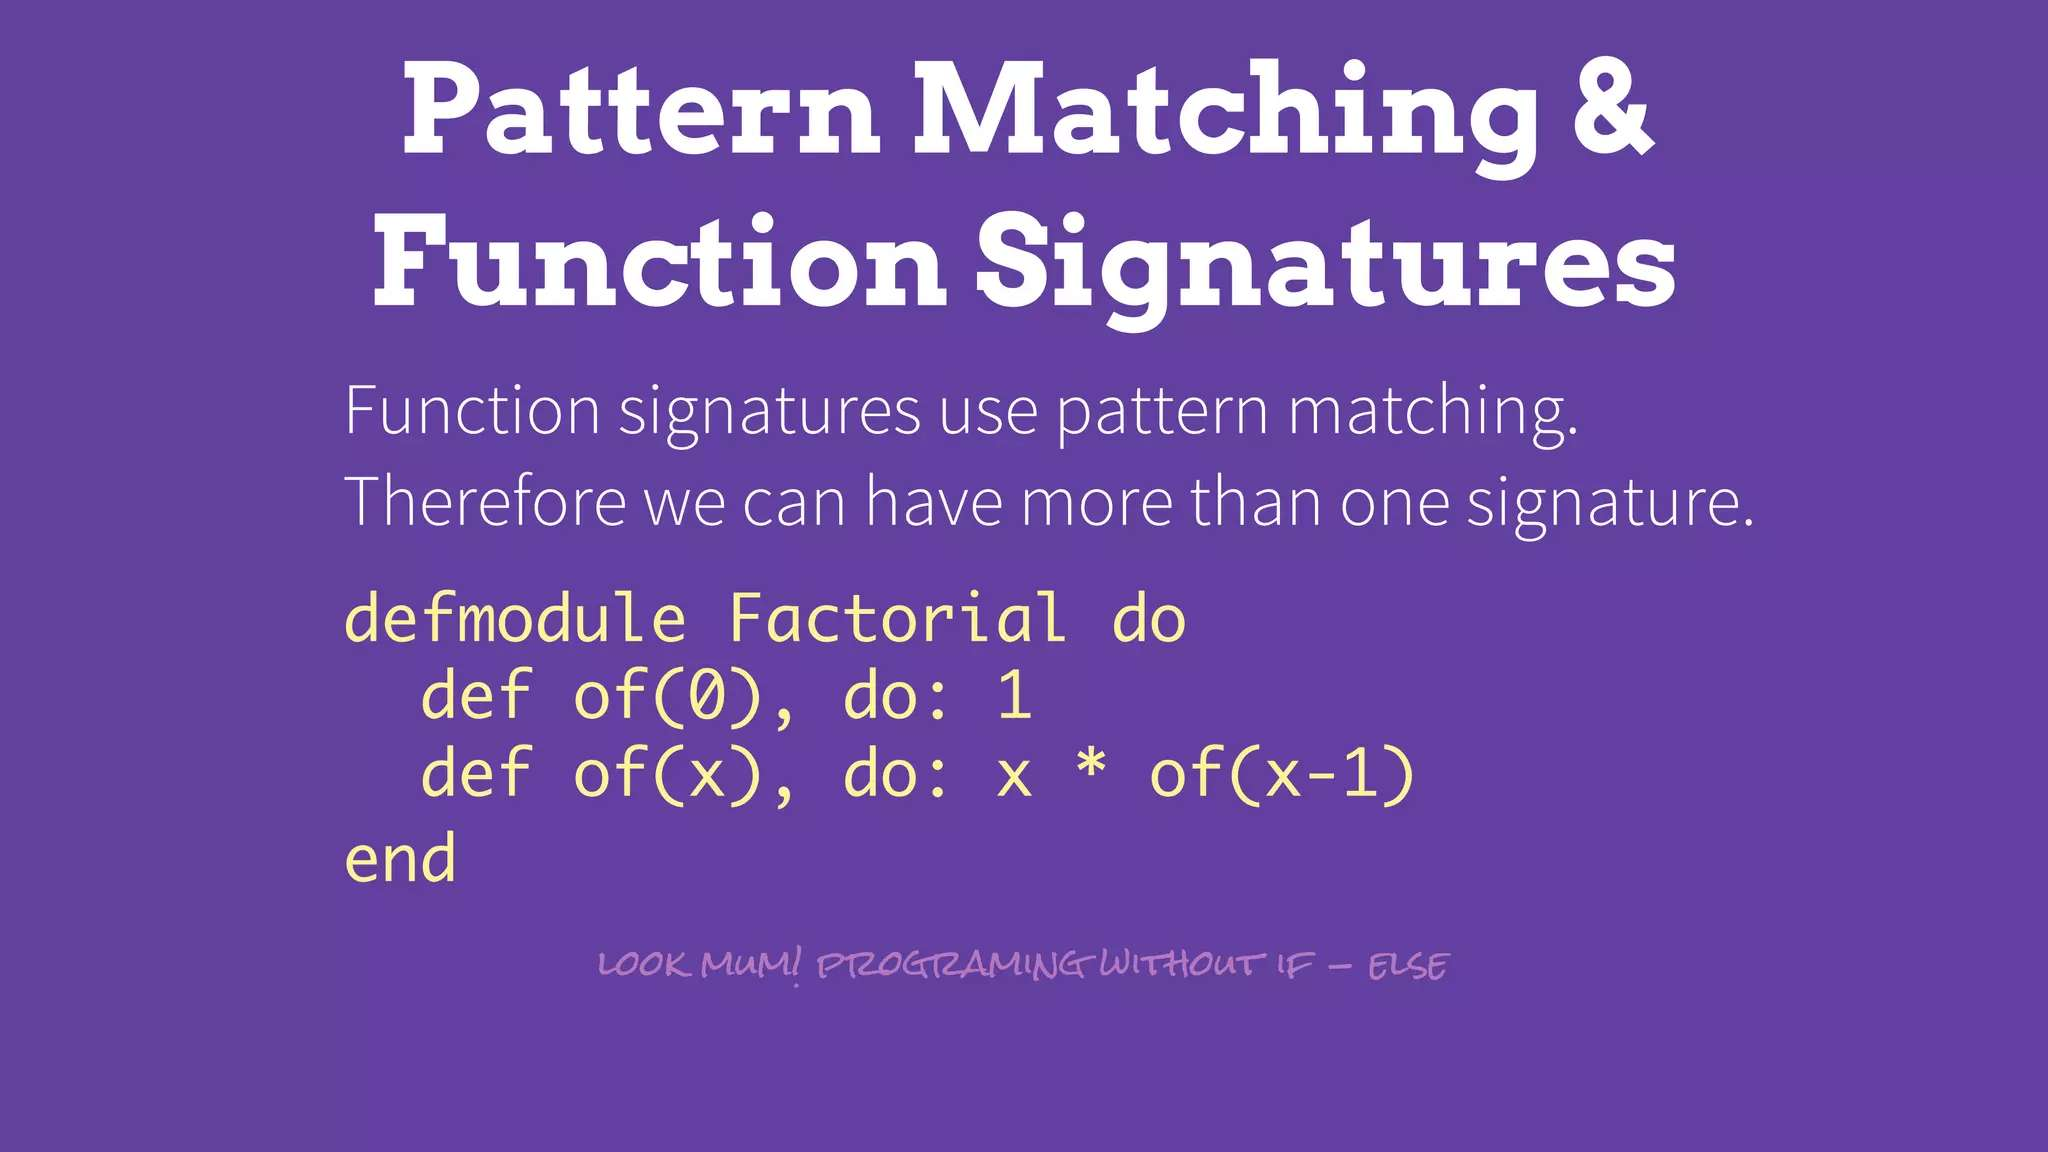 Pattern Matching &
Function Signatures
Function signatures use pattern matching.
Therefore we can have more than one signature.
defmodule Factorial do
  def of(0), do: 1
  def of(x), do: x * of(x-1)
end
LOOK MUM! PROGRAMING WITHOUT IF - ELSE